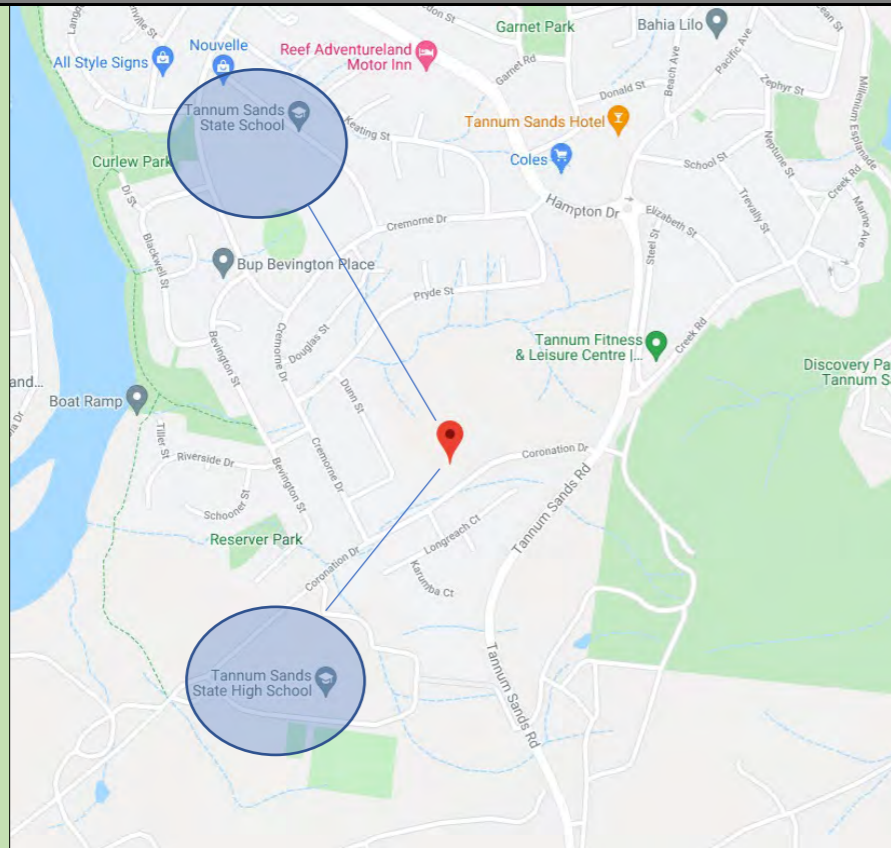 Garnet Park
Bahia Lilo
Nouvelle
All Style Signs
Reef Adventureland
Motor Inn
Garnet Rd
Donald St
Beach Ave
Pacific Ave
Zephyr St
Millenium Esplanade
Tannum Sands
State School
Keating St
Tannum Sands Hotel
Coles
School St
Neptune St
Curlew Park
Di St
Trevally St
Creek Rd
Marine Ave
Hampton Dr
Elizabeth St
Steel St
Cremorne Dr
Blackwell St
Bup Bevington Place
Pryde St
Bevington St
Cremorne Dr
Douglas St
Tannum Fitness
& Leisure Centre |...
Creek Rd
Discovery Pa
Tannum Sa
and...
Boat Ramp
Dunn St
Tiller St
Riverside Dr
Cremorne Dr
Bevington St
Coronation Dr
Tannum Sands Rd
Schooner St
Reserver Park
Longreach Ct
Coronation Dr
Karumba Ct
Tannum Sands
State High School
Tannum Sands Rd